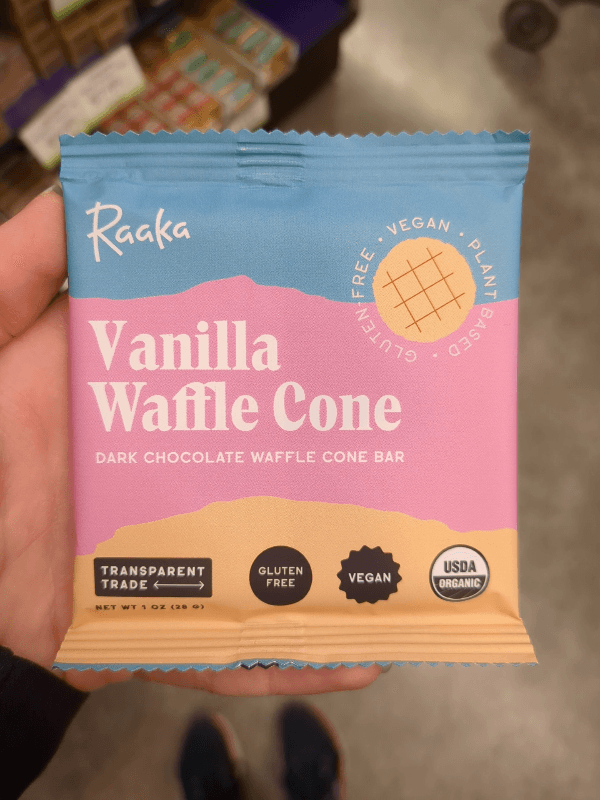 Raaka
GLUTEN-FREE • VEGAN • PLANT BASED •
Vanilla
Waffle Cone
DARK CHOCOLATE WAFFLE CONE BAR
TRANSPARENT
TRADE
GLUTEN
FREE
VEGAN
USDA
ORGANIC
NET WT 1 OZ (28 G)